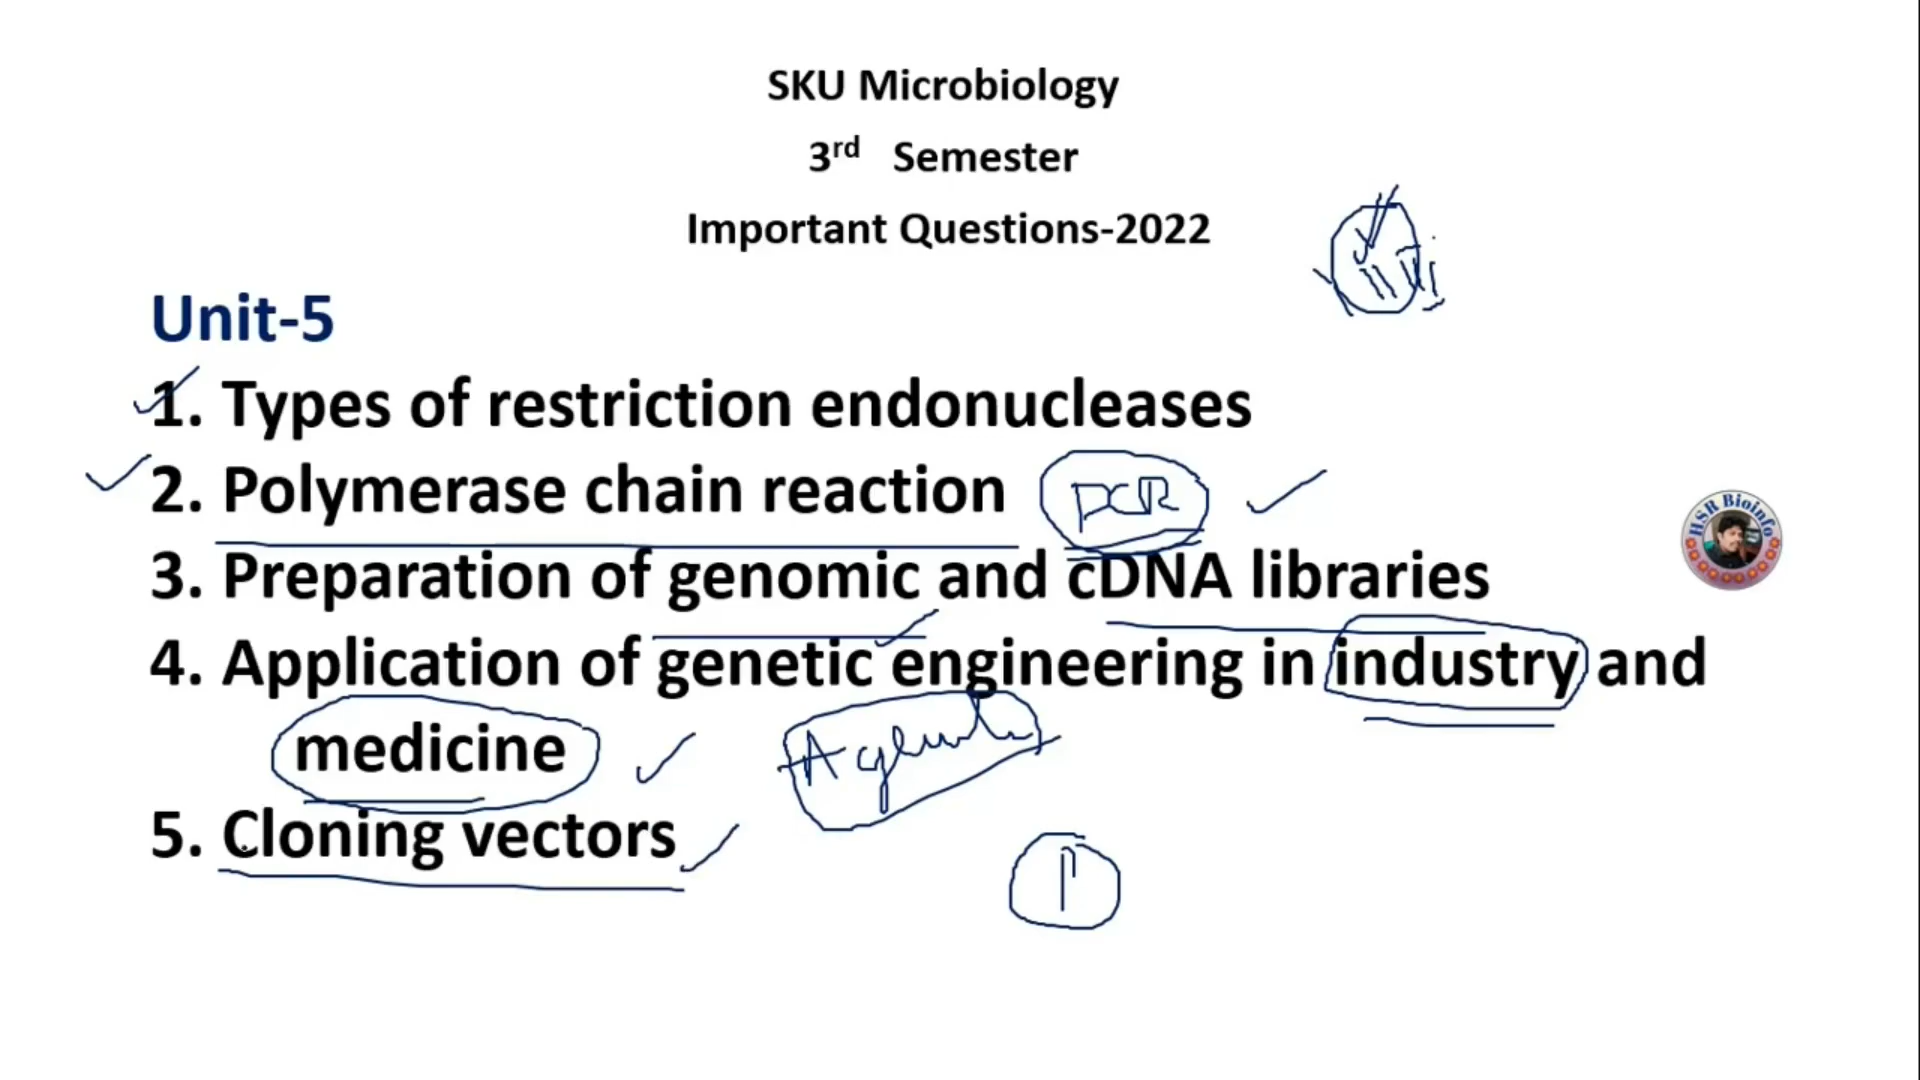 SKU Microbiology
3rd Semester
Important Questions-2022
Unit-5
1. Types of restriction endonucleases
2. Polymerase chain reaction PCR
3. Preparation of genomic and cDNA libraries
4. Application of genetic engineering in industry and
medicine
5. Cloning vectors
HSR Bioinfo